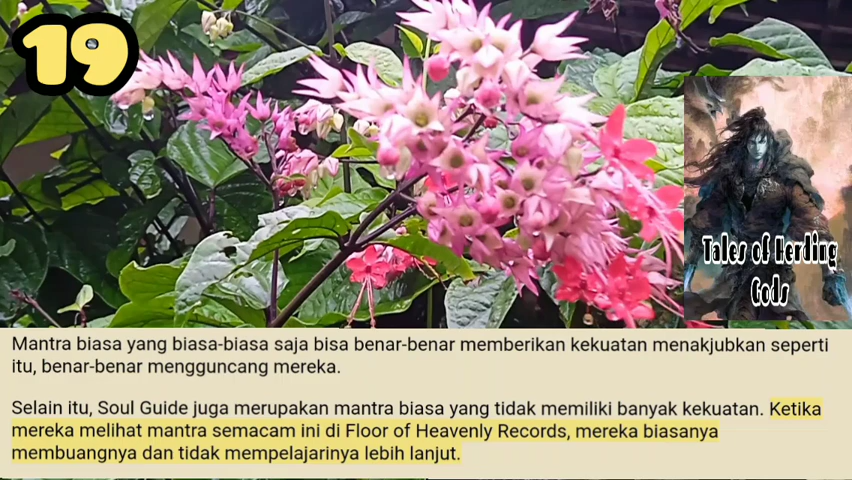 19
Tales of Herding
Gods
Mantra biasa yang biasa-biasa saja bisa benar-benar memberikan kekuatan menakjubkan seperti
itu, benar-benar mengguncang mereka.
Selain itu, Soul Guide juga merupakan mantra biasa yang tidak memiliki banyak kekuatan. Ketika
mereka melihat mantra semacam ini di Floor of Heavenly Records, mereka biasanya
membuangnya dan tidak mempelajarinya lebih lanjut.